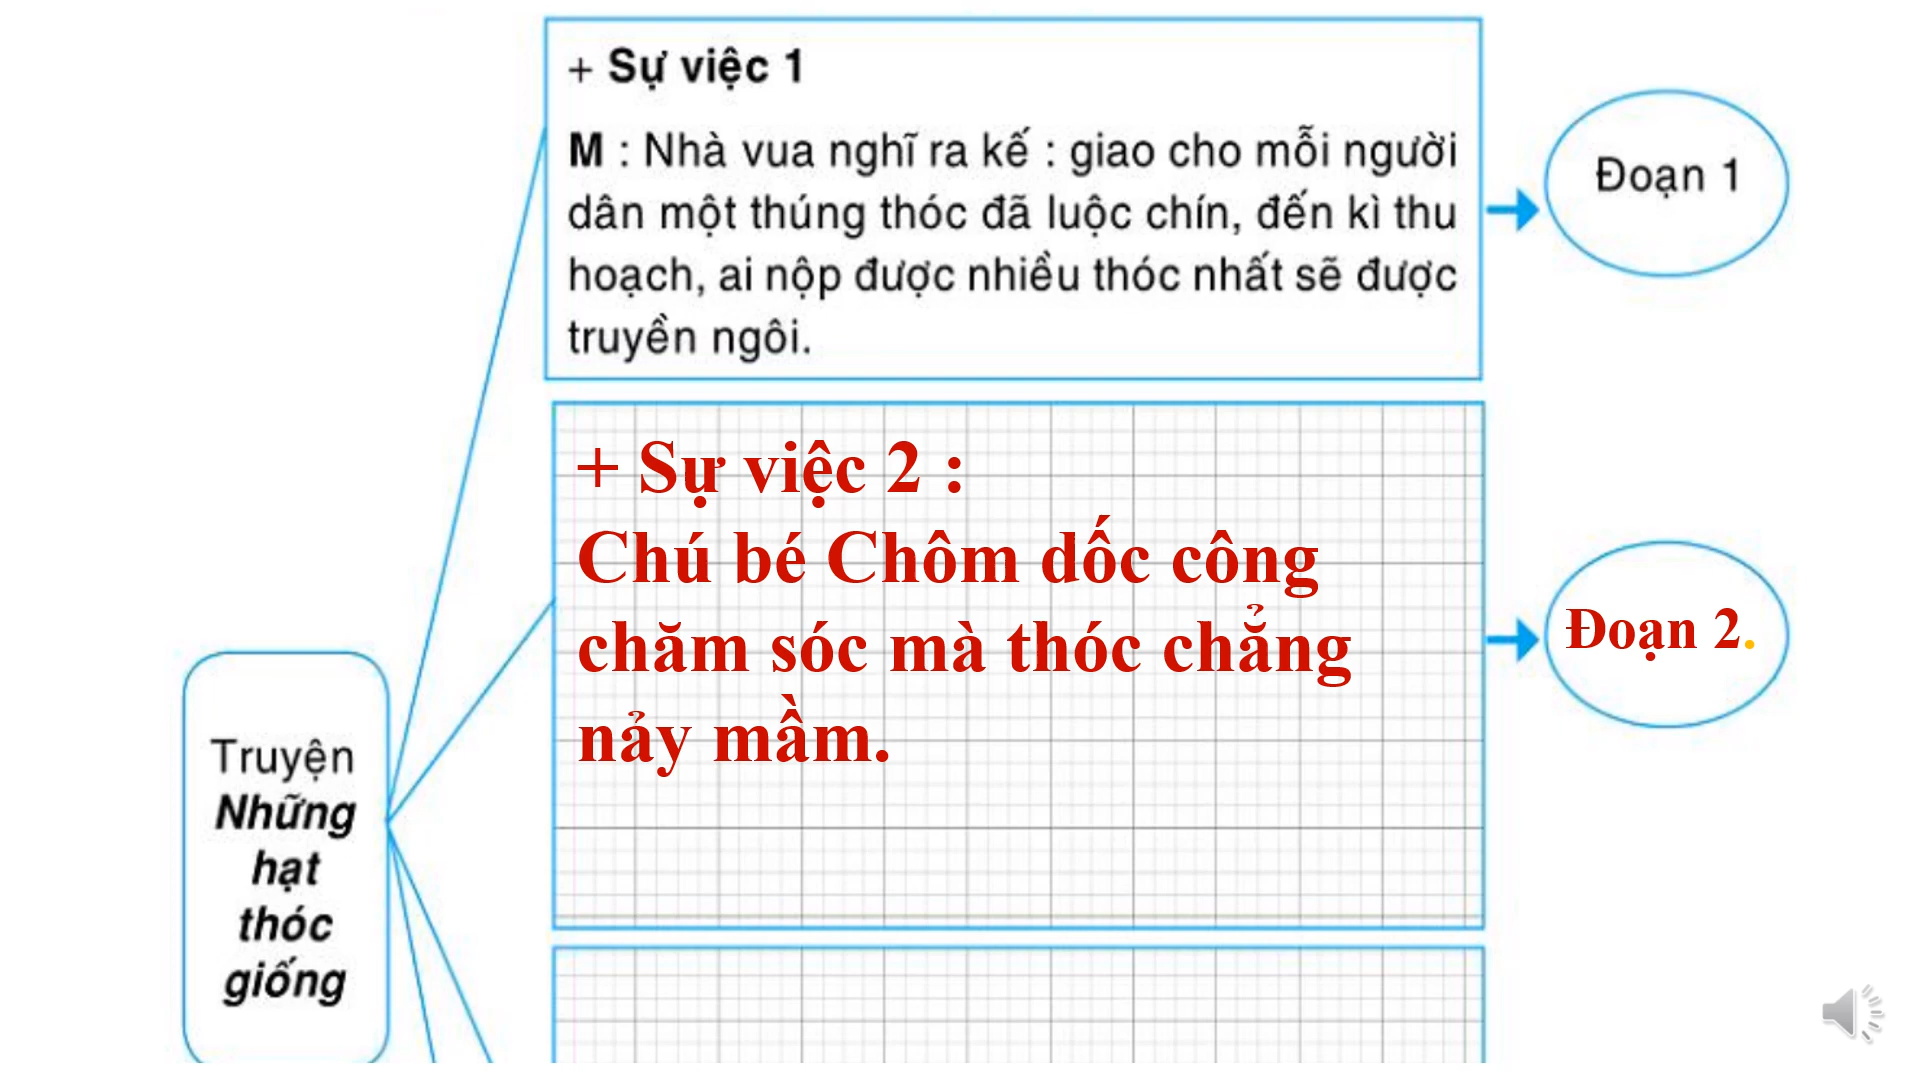 + Sự việc 1
M : Nhà vua nghĩ ra kế : giao cho mỗi người
dân một thúng thóc đã luộc chín, đến kì thu
hoạch, ai nộp được nhiều thóc nhất sẽ được
truyền ngôi.
Đoạn 1
+ Sự việc 2 :
Chú bé Chôm dốc công
chăm sóc mà thóc chẳng
nảy mầm.
Đoạn 2.
Truyện
Những
hạt
thóc
giống